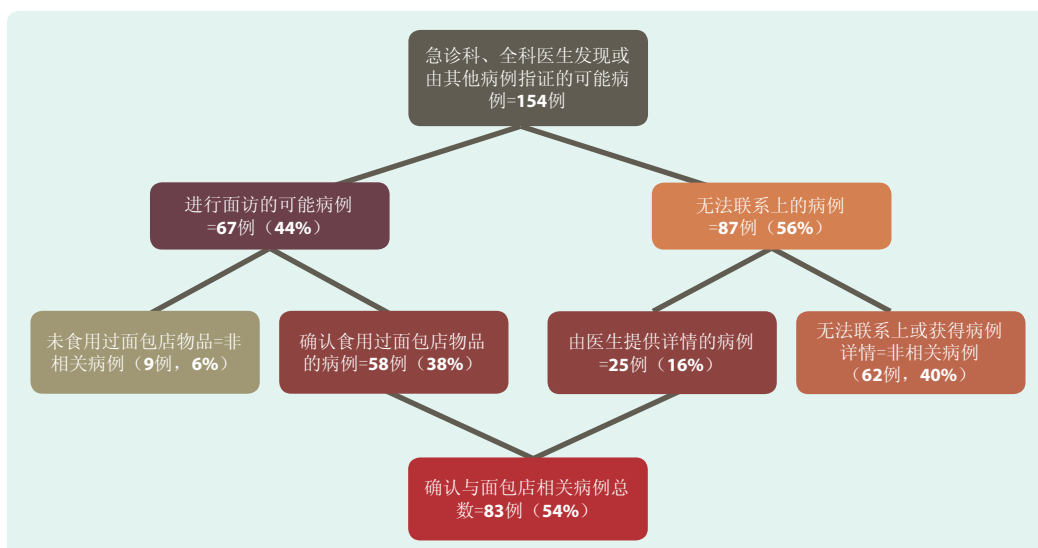 急诊科、全科医生发现或
由其他病例指证的可能病
例=154例
进行面访的可能病例
=67例（44%）
无法联系上的病例
=87例（56%）
未食用过面包店物品=非
相关病例（9例，6%）
确认食用过面包店物品
的病例=58例（38%）
由医生提供详情的病例
=25例（16%）
无法联系上或获得病例
详情=非相关病例
（62例，40%）
确认与面包店相关病例总
数=83例（54%）